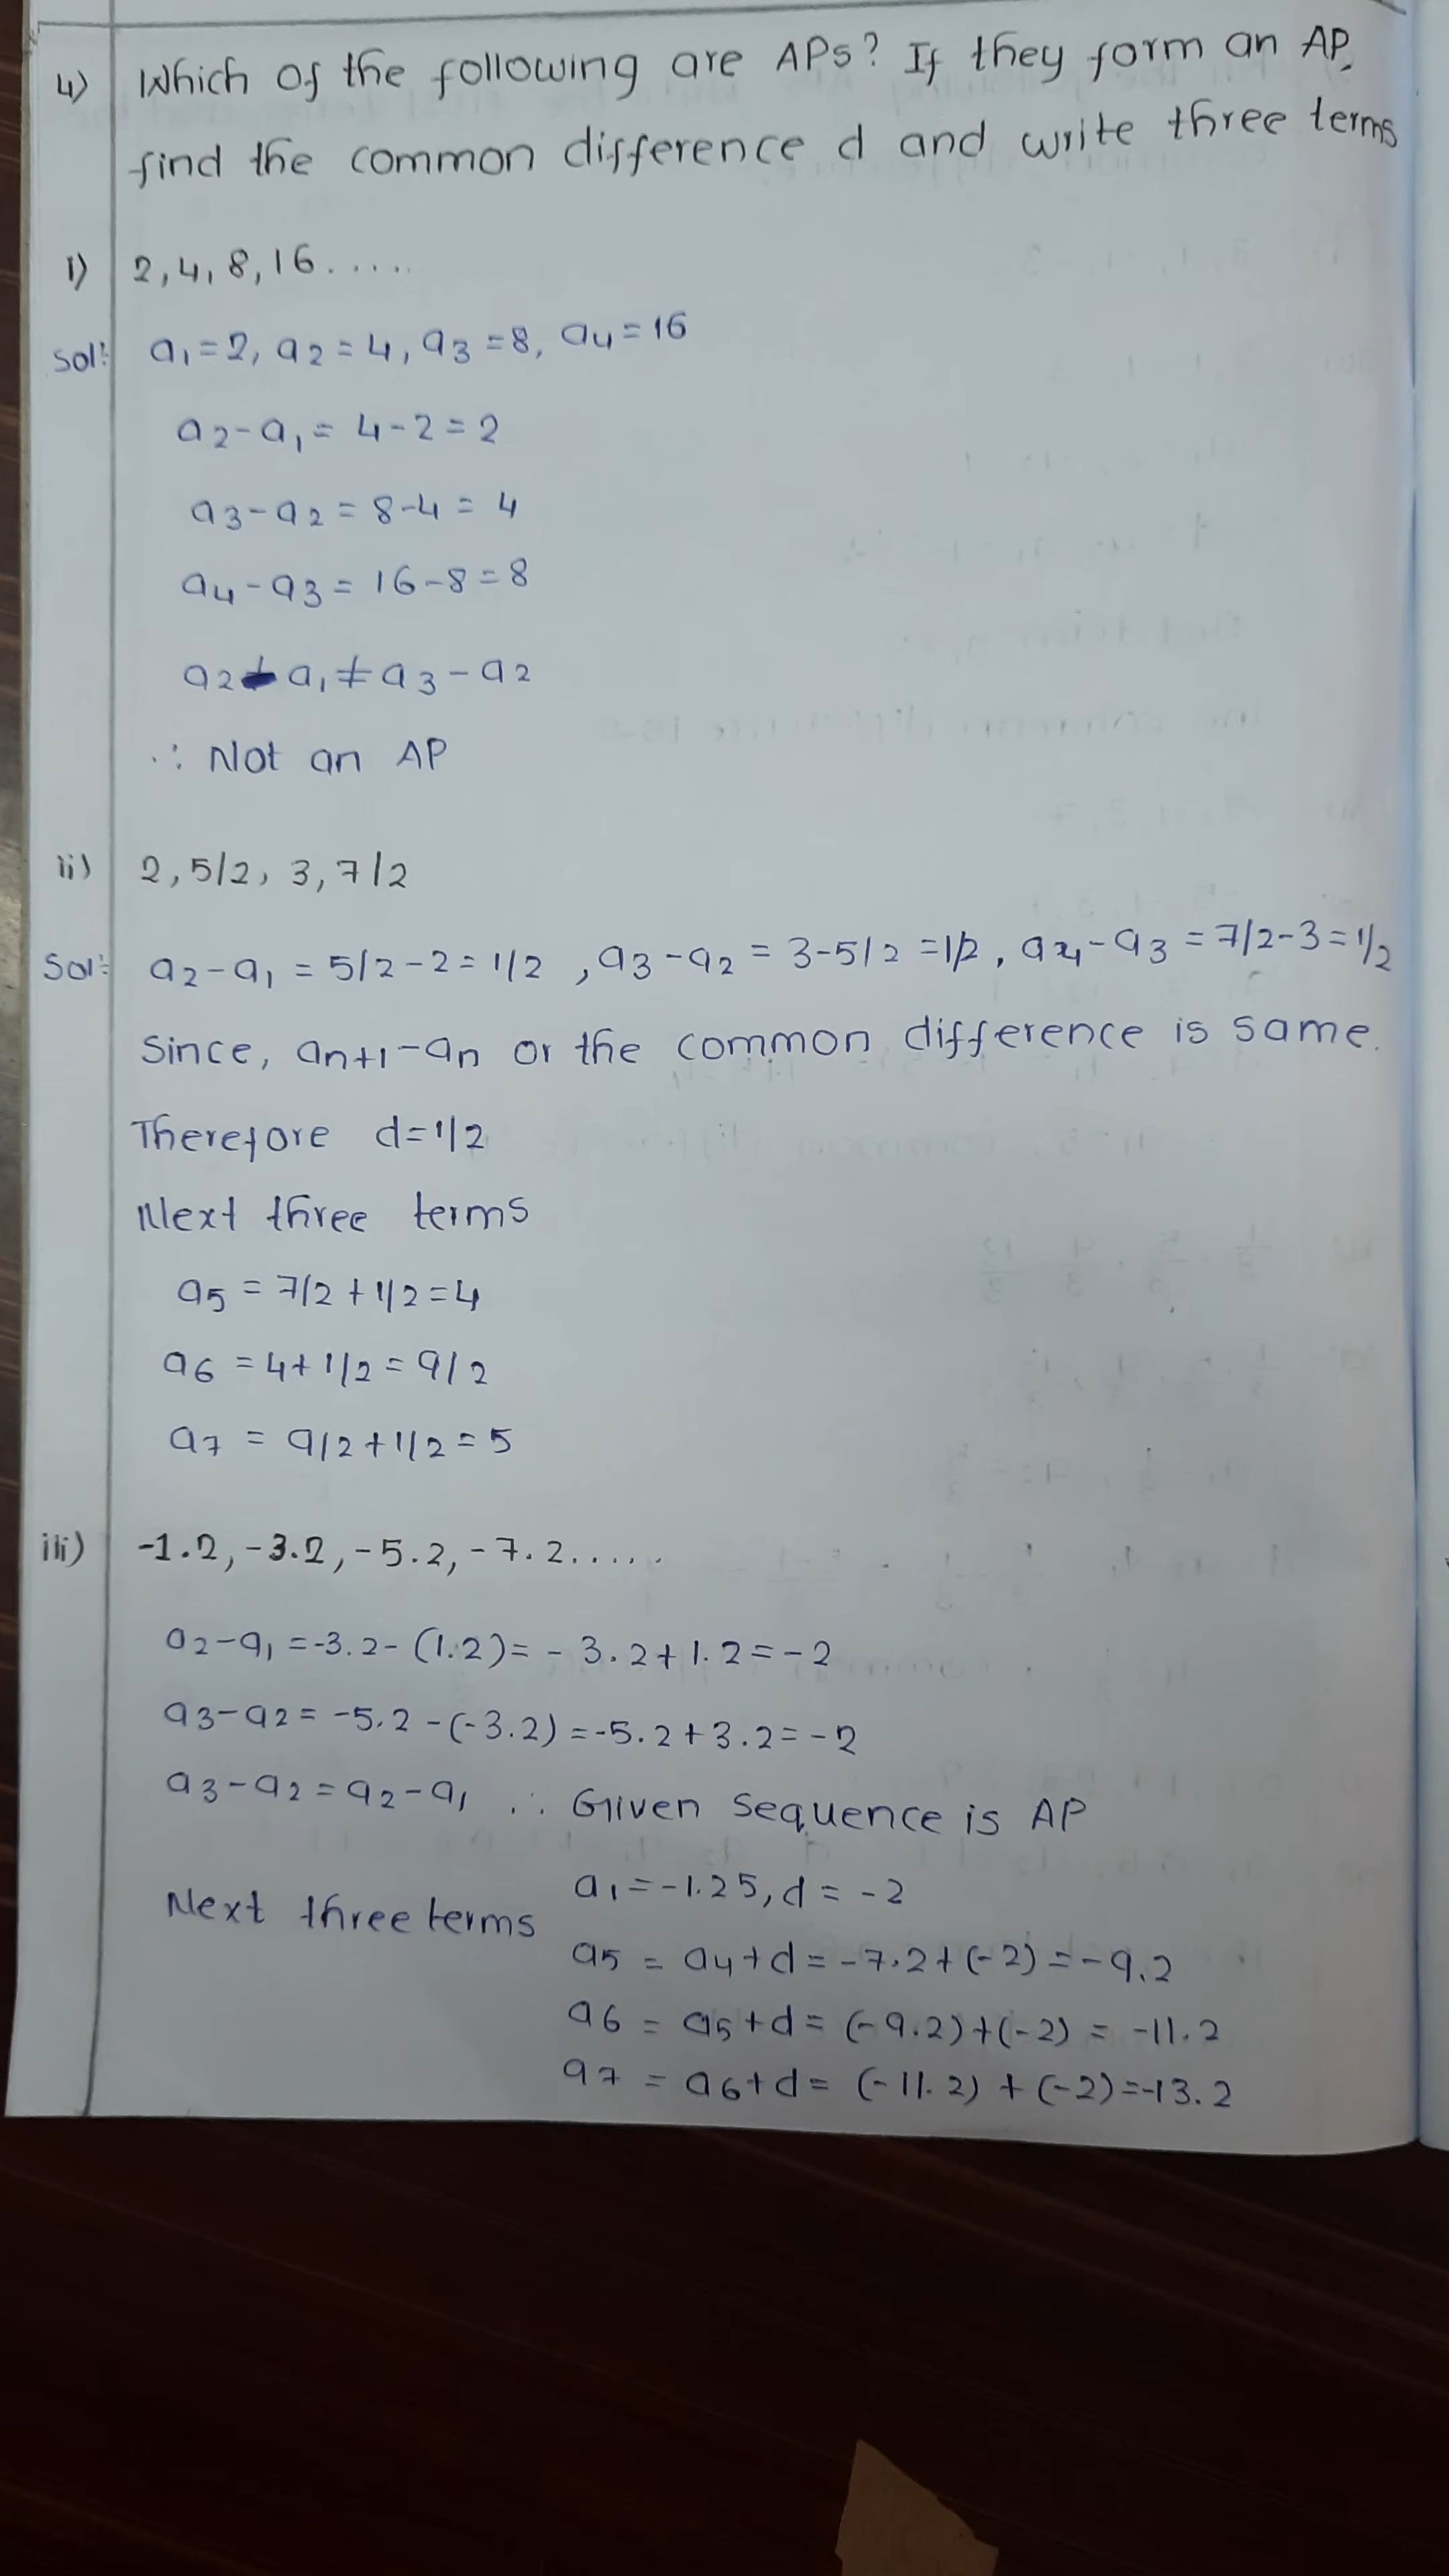 4) Which of the following are APs? If they form an AP,
find the common difference d and write three terms
i) 2, 4, 8, 16.....
Sol: a1=2, a2=4, a3=8, a4=16
a2-a1= 4-2=2
a3-a2=8-4= 4
a4-a3= 16-8=8
a2-a1≠a3-a2
∴ Not an AP
ii) 2, 5/2, 3, 7/2
Sol: a2-a1 = 5/2-2=1/2, a3-a2 = 3-5/2 =1/2, a4-a3 =7/2-3=1/2
Since, an+1-an or the common difference is same.
Therefore d=1/2
Next three terms
a5 = 7/2+1/2=4
a6 =4+1/2=9/2
a7 = 9/2+1/2=5
iii) -1.2, -3.2, -5.2, -7.2.....
a2-a1 =-3.2-(1.2)= -3.2+1.2=-2
a3-a2= -5.2-(-3.2)=-5.2+3.2=-2
a3-a2=a2-a1 ∴ Given sequence is AP
a1=-1.25, d= -2
Next three terms
a5 = a4+d= -7.2+(-2)=-9.2
a6 = a5+d= (-9.2)+(-2) = -11.2
a7 = a6+d= (-11.2)+(-2)=-13.2